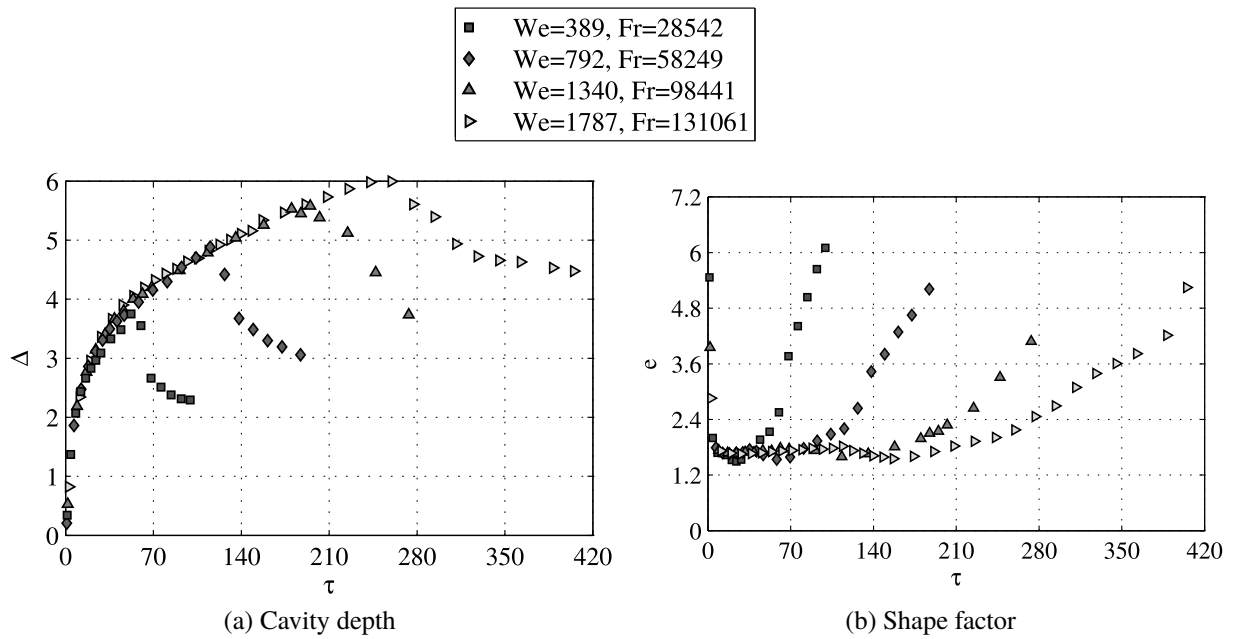 We=389, Fr=28542
We=792, Fr=58249
We=1340, Fr=98441
We=1787, Fr=131061
6
5
4
3
2
1
0
Δ
0 70 140 210 280 350 420
τ
(a) Cavity depth
7.2
6
4.8
3.6
2.4
1.2
0
e
0 70 140 210 280 350 420
τ
(b) Shape factor